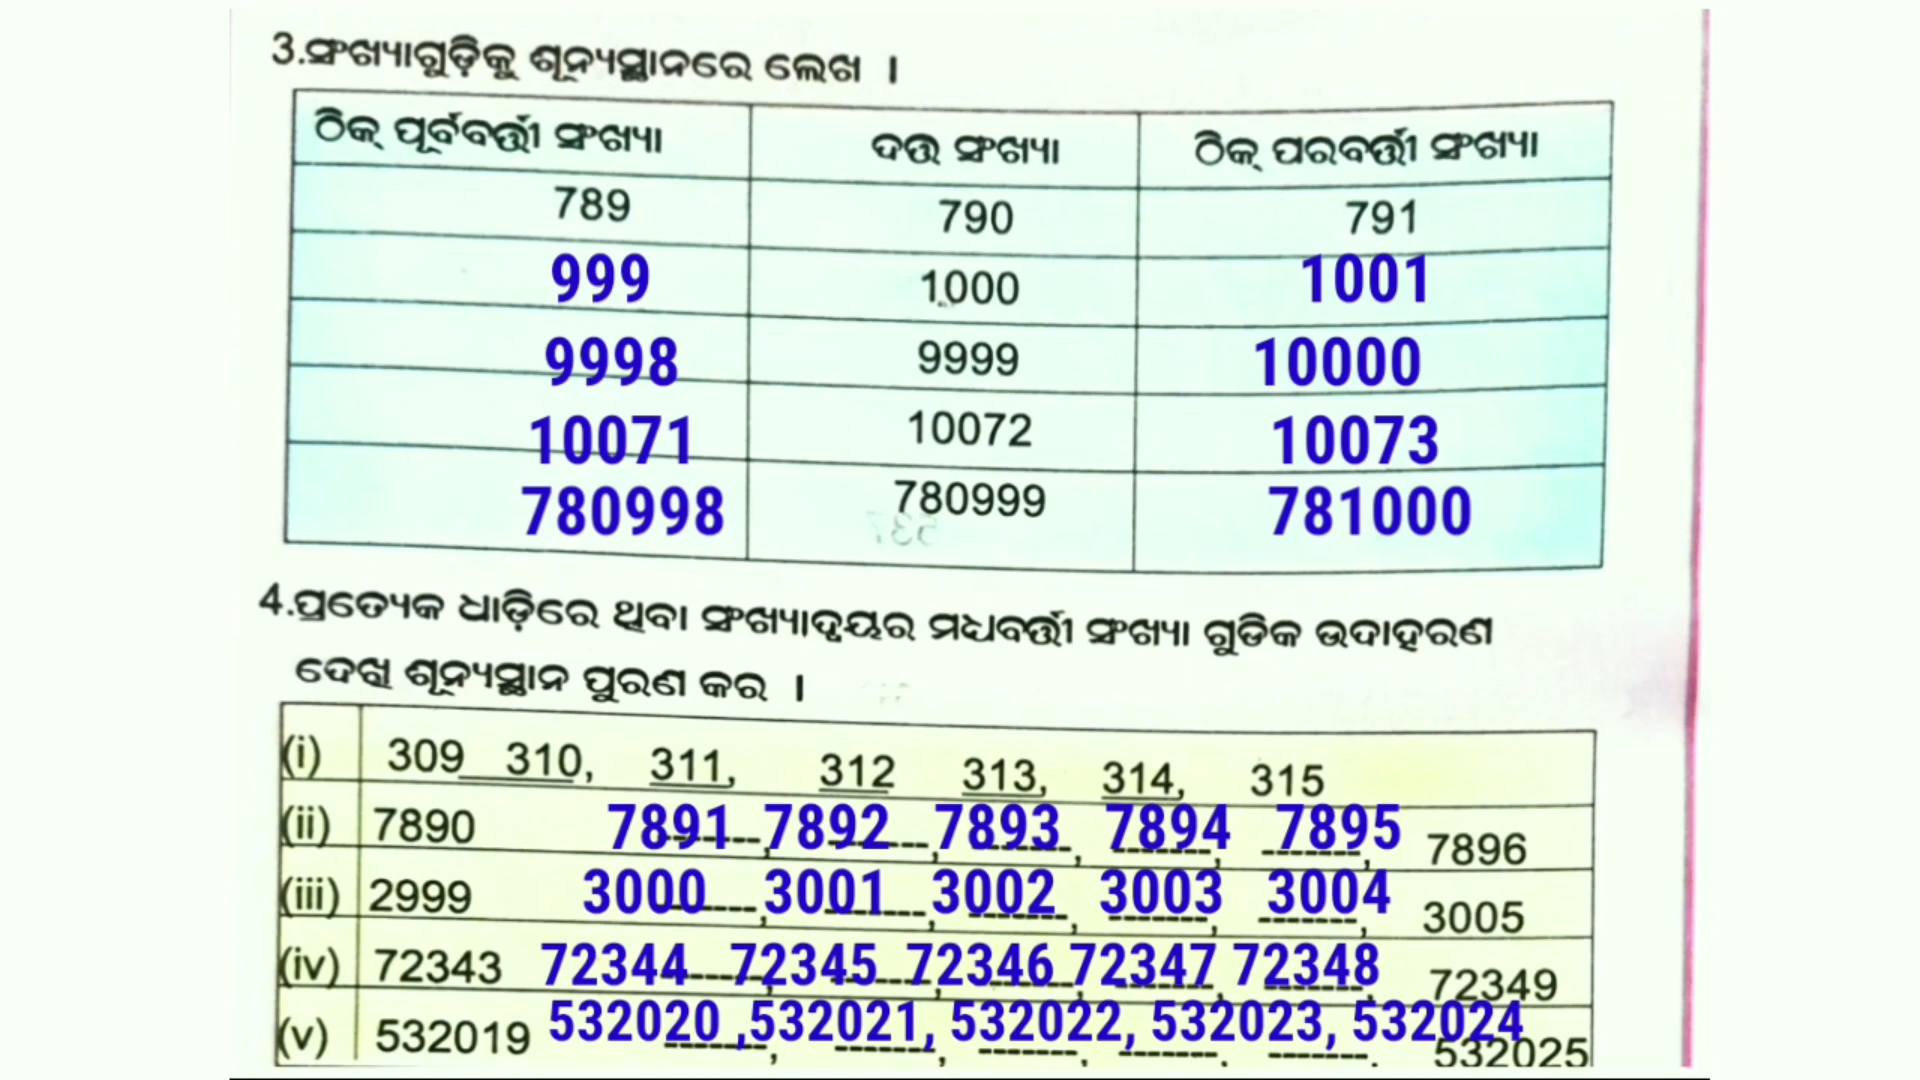 3.ସଂଖ୍ୟାଗୁଡ଼ିକୁ ଶୂନ୍ୟସ୍ଥାନରେ ଲେଖ ।
ଠିକ୍ ପୂର୍ବବର୍ତ୍ତୀ ସଂଖ୍ୟା ଦତ୍ତ ସଂଖ୍ୟା ଠିକ୍ ପରବର୍ତ୍ତୀ ସଂଖ୍ୟା
789 790 791
999 1000 1001
9998 9999 10000
10071 10072 10073
780998 780999 781000
4.ପ୍ରତ୍ୟେକ ଧାଡ଼ିରେ ଥିବା ସଂଖ୍ୟାଦ୍ୱୟର ମଧ୍ୟବର୍ତ୍ତୀ ସଂଖ୍ୟା ଗୁଡିକ ଉଦାହରଣ
ଦେଖି ଶୂନ୍ୟସ୍ଥାନ ପୁରଣ କର ।
(i) 309 310, 311, 312 313, 314, 315
(ii) 7890 7891, 7892, 7893, 7894, 7895, 7896
(iii) 2999 3000, 3001, 3002, 3003, 3004, 3005
(iv) 72343 72344, 72345, 72346, 72347, 72348, 72349
(v) 532019 532020 ,532021, 532022, 532023, 532024 532025